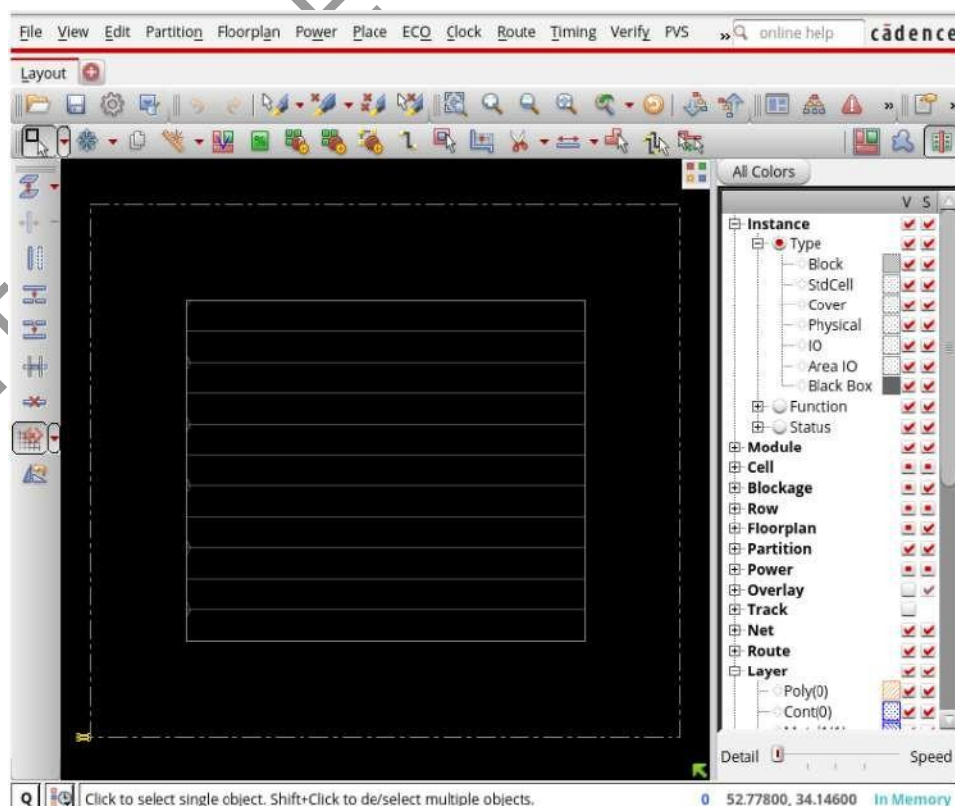 File View Edit Partition Floorplan Power Place ECO Clock Route Timing Verify PVS » online help cādence
Layout
» »
All Colors
V S
Instance
Type
Block
StdCell
Cover
Physical
IO
Area IO
Black Box
Function
Status
Module
Cell
Blockage
Row
Floorplan
Partition
Power
Overlay
Track
Net
Route
Layer
Poly(0)
Cont(0)
Detail Speed
Q Click to select single object. Shift+Click to de/select multiple objects. 0 52.77800, 34.14600 In Memory